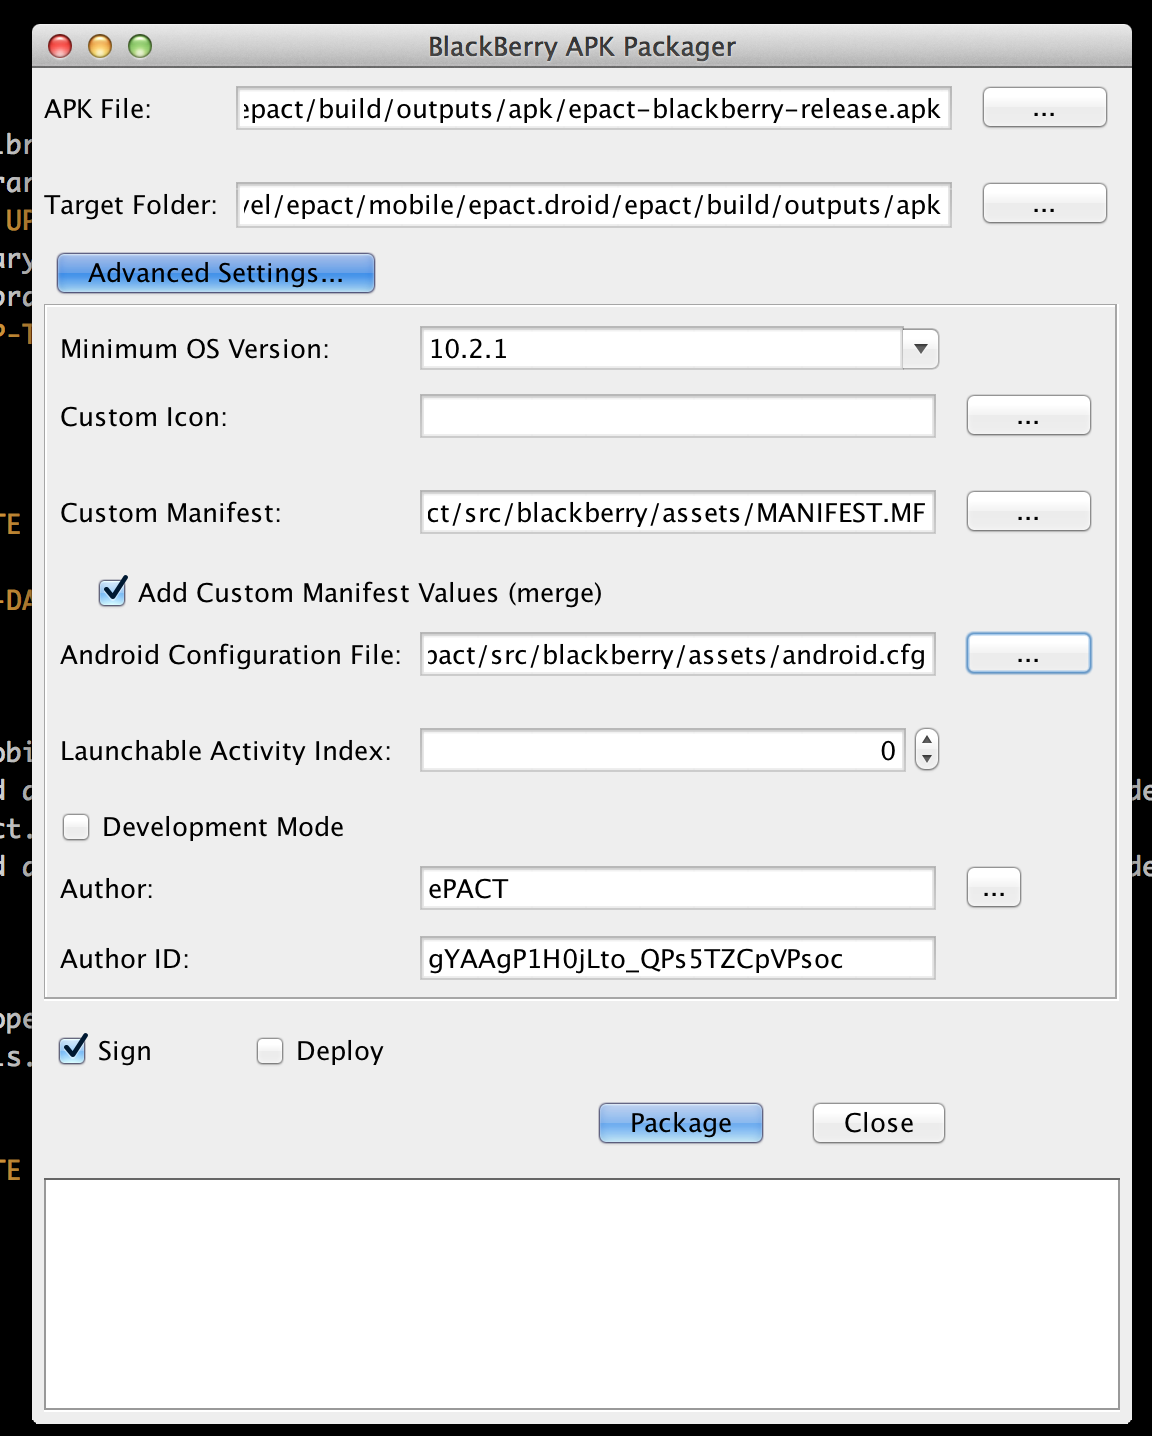 BlackBerry APK Packager
APK File: epact/build/outputs/apk/epact-blackberry-release.apk ...
Target Folder: vel/epact/mobile/epact.droid/epact/build/outputs/apk ...
Advanced Settings...
Minimum OS Version: 10.2.1
Custom Icon: ...
Custom Manifest: ct/src/blackberry/assets/MANIFEST.MF ...
Add Custom Manifest Values (merge)
Android Configuration File: pact/src/blackberry/assets/android.cfg ...
Launchable Activity Index: 0
Development Mode
Author: ePACT ...
Author ID: gYAAgP1H0jLto_QPs5TZCpVPsoc
Sign Deploy
Package Close